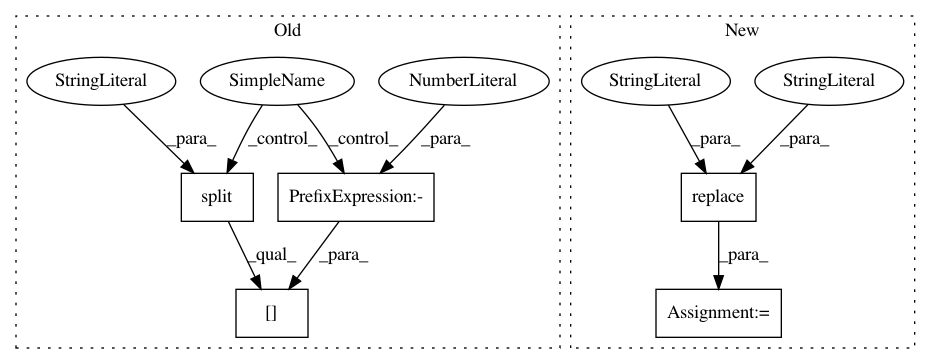 Old
New
StringLiteral
SimpleName
NumberLiteral
StringLiteral
StringLiteral
_para_
_control_
_control_
_para_
_para_
_para_
split
PrefixExpression:-
replace
_qual_
_para_
_para_
[]
Assignment:=